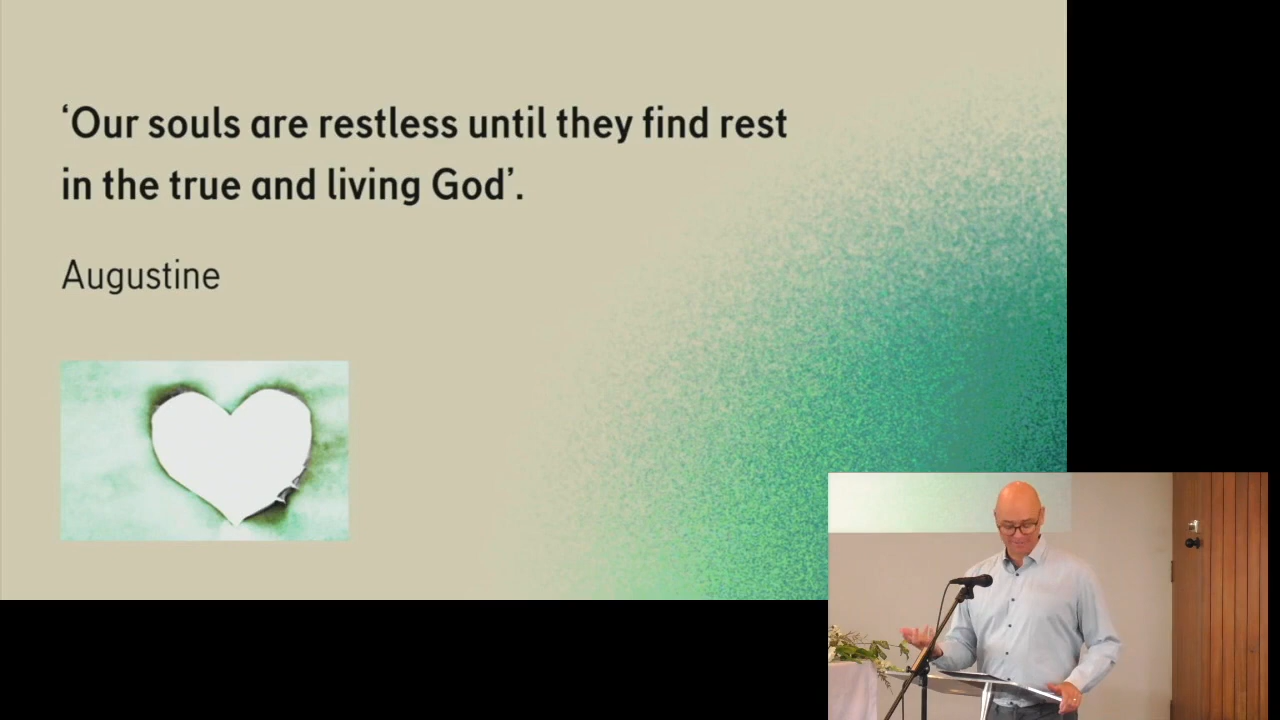 ‘Our souls are restless until they find rest
in the true and living God’.
Augustine